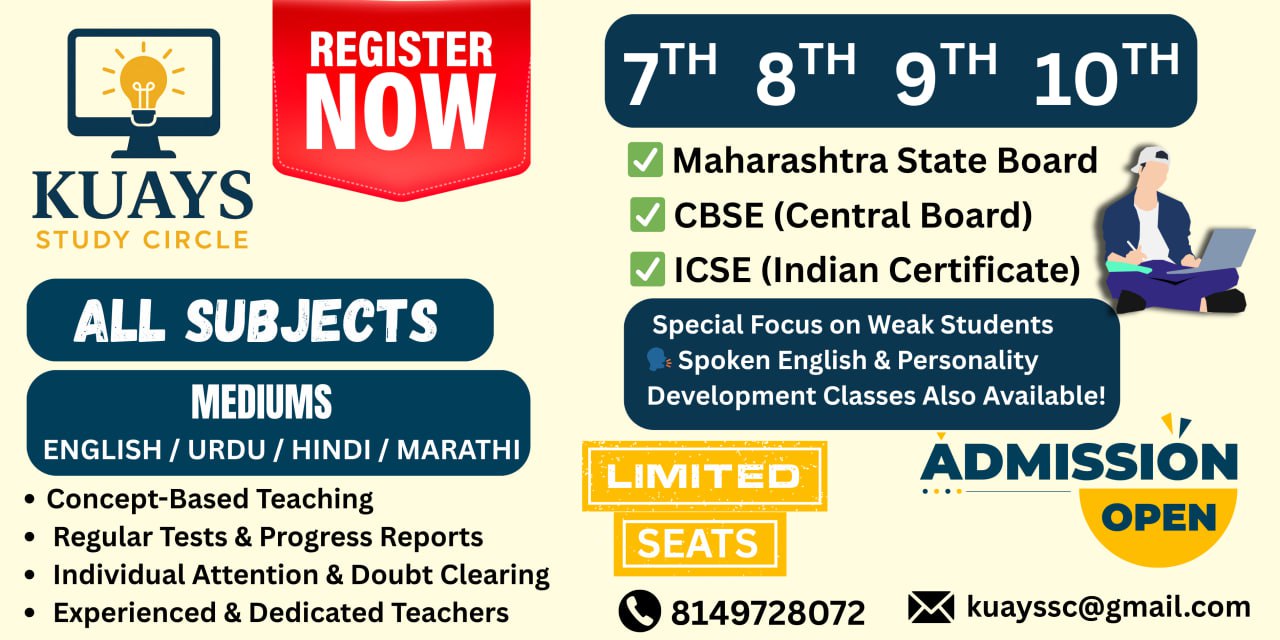 KUAYS
STUDY CIRCLE
REGISTER
NOW
ALL SUBJECTS
MEDIUMS
ENGLISH / URDU / HINDI / MARATHI
• Concept-Based Teaching
• Regular Tests & Progress Reports
• Individual Attention & Doubt Clearing
• Experienced & Dedicated Teachers
7TH 8TH 9TH 10TH
✅ Maharashtra State Board
✅ CBSE (Central Board)
✅ ICSE (Indian Certificate)
Special Focus on Weak Students
🗣 Spoken English & Personality
Development Classes Also Available!
LIMITED
SEATS
ADMISSION
OPEN
8149728072
kuayssc@gmail.com